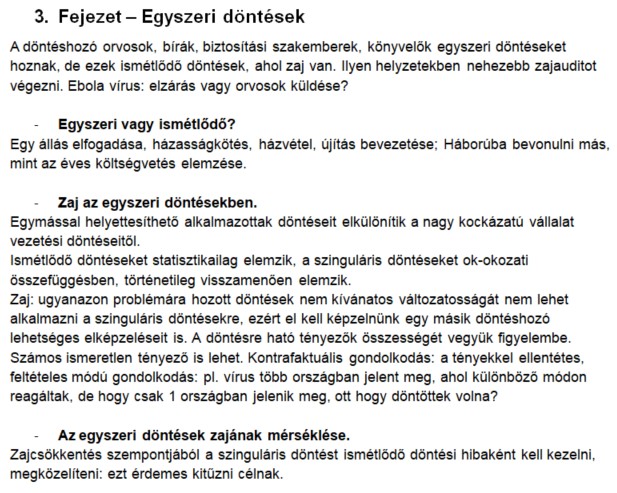 3. Fejezet – Egyszeri döntések
A döntéshozó orvosok, bírák, biztosítási szakemberek, könyvelők egyszeri döntéseket
hoznak, de ezek ismétlődő döntések, ahol zaj van. Ilyen helyzetekben nehezebb zajauditot
végezni. Ebola vírus: elzárás vagy orvosok küldése?
- Egyszeri vagy ismétlődő?
Egy állás elfogadása, házasságkötés, házvétel, újítás bevezetése; Háborúba bevonulni más,
mint az éves költségvetés elemzése.
- Zaj az egyszeri döntésekben.
Egymással helyettesíthető alkalmazottak döntéseit elkülönítik a nagy kockázatú vállalat
vezetési döntéseitől.
Ismétlődő döntéseket statisztikailag elemzik, a szinguláris döntéseket ok-okozati
összefüggésben, történetileg visszamenően elemzik.
Zaj: ugyanazon problémára hozott döntések nem kívánatos változatosságát nem lehet
alkalmazni a szinguláris döntésekre, ezért el kell képzelnünk egy másik döntéshozó
lehetséges elképzeléseit is. A döntésre ható tényezők összességét vegyük figyelembe.
Számos ismeretlen tényező is lehet. Kontrafaktuális gondolkodás: a tényekkel ellentétes,
feltételes módú gondolkodás: pl. vírus több országban jelent meg, ahol különböző módon
reagáltak, de hogy csak 1 országban jelenik meg, ott hogy döntöttek volna?
- Az egyszeri döntések zajának mérséklése.
Zajcsökkentés szempontjából a szinguláris döntést ismétlődő döntési hibaként kell kezelni,
megközelíteni: ezt érdemes kitűzni célnak.